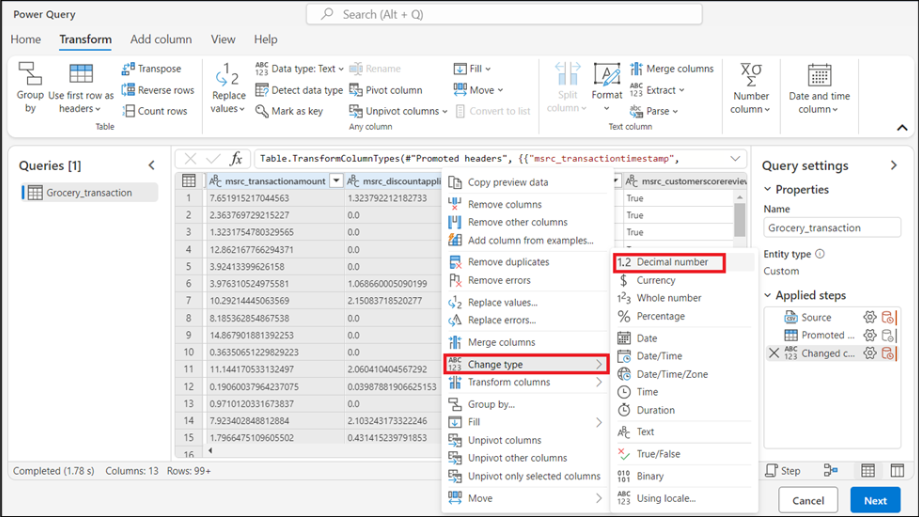 Power Query
Search (Alt + Q)
Home Transform Add column View Help
Group by
Use first row as headers
Transpose
Reverse rows
Count rows
Table
Replace values
Data type: Text
Detect data type
Mark as key
Rename
Pivot column
Unpivot columns
Fill
Move
Convert to list
Any column
Split column
Format
Merge columns
Extract
Parse
Text column
Number column
Date and time column
Queries [1]
Grocery_transaction
fx Table.TransformColumnTypes(#"Promoted headers", {{"msrc_transactiontimestamp",
msrc_transactionamount msrc_discountappli msrc_customerscorereview
1 7.651915217044563 1.323792212182733 True
2 2.363769729215227 0.0 True
3 1.3231754780329565 0.0 True
4 12.862167766294371 0.0
5 3.92413399626158 0.0
6 3.976310524975581 1.068660005090199
7 10.29214445063569 2.15083718520277
8 8.185362854867538 0.0
9 14.867901881392253 0.0
10 0.36350651229829223 0.0
11 11.144170533132497 2.060410404567292
12 0.19060037964237075 0.03987881906625153
13 0.9710120331673837 0.0
14 7.923402848812884 2.103243173322246
15 1.7966475109605502 0.431415239791853
16
Copy preview data
Remove columns
Remove other columns
Add column from examples...
Remove duplicates
Remove errors
Replace values...
Replace errors...
Merge columns
Change type
Transform columns
Group by...
Fill
Unpivot columns
Unpivot other columns
Unpivot only selected columns
Move
1.2 Decimal number
$ Currency
123 Whole number
% Percentage
Date
Date/Time
Date/Time/Zone
Time
Duration
Text
True/False
Binary
Using locale...
Query settings
Properties
Name
Grocery_transaction
Entity type
Custom
Applied steps
Source
Promoted ...
Changed c...
Completed (1.78 s) Columns: 13 Rows: 99+
Step
Cancel
Next